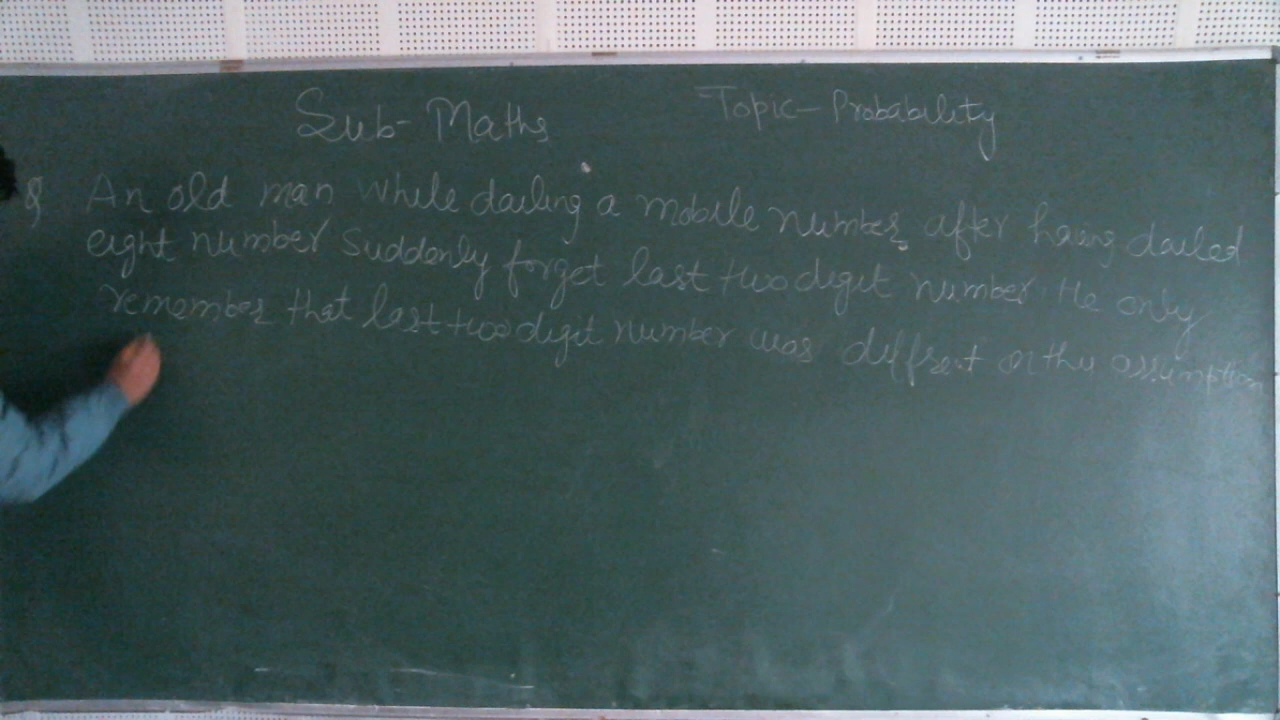 Sub- Maths Topic- Probability
Q An old man while dailing a mobile number, after having dailed
eight number suddenly forget last two digit number. He only
remember that last two digit number was diffrent on this assumption